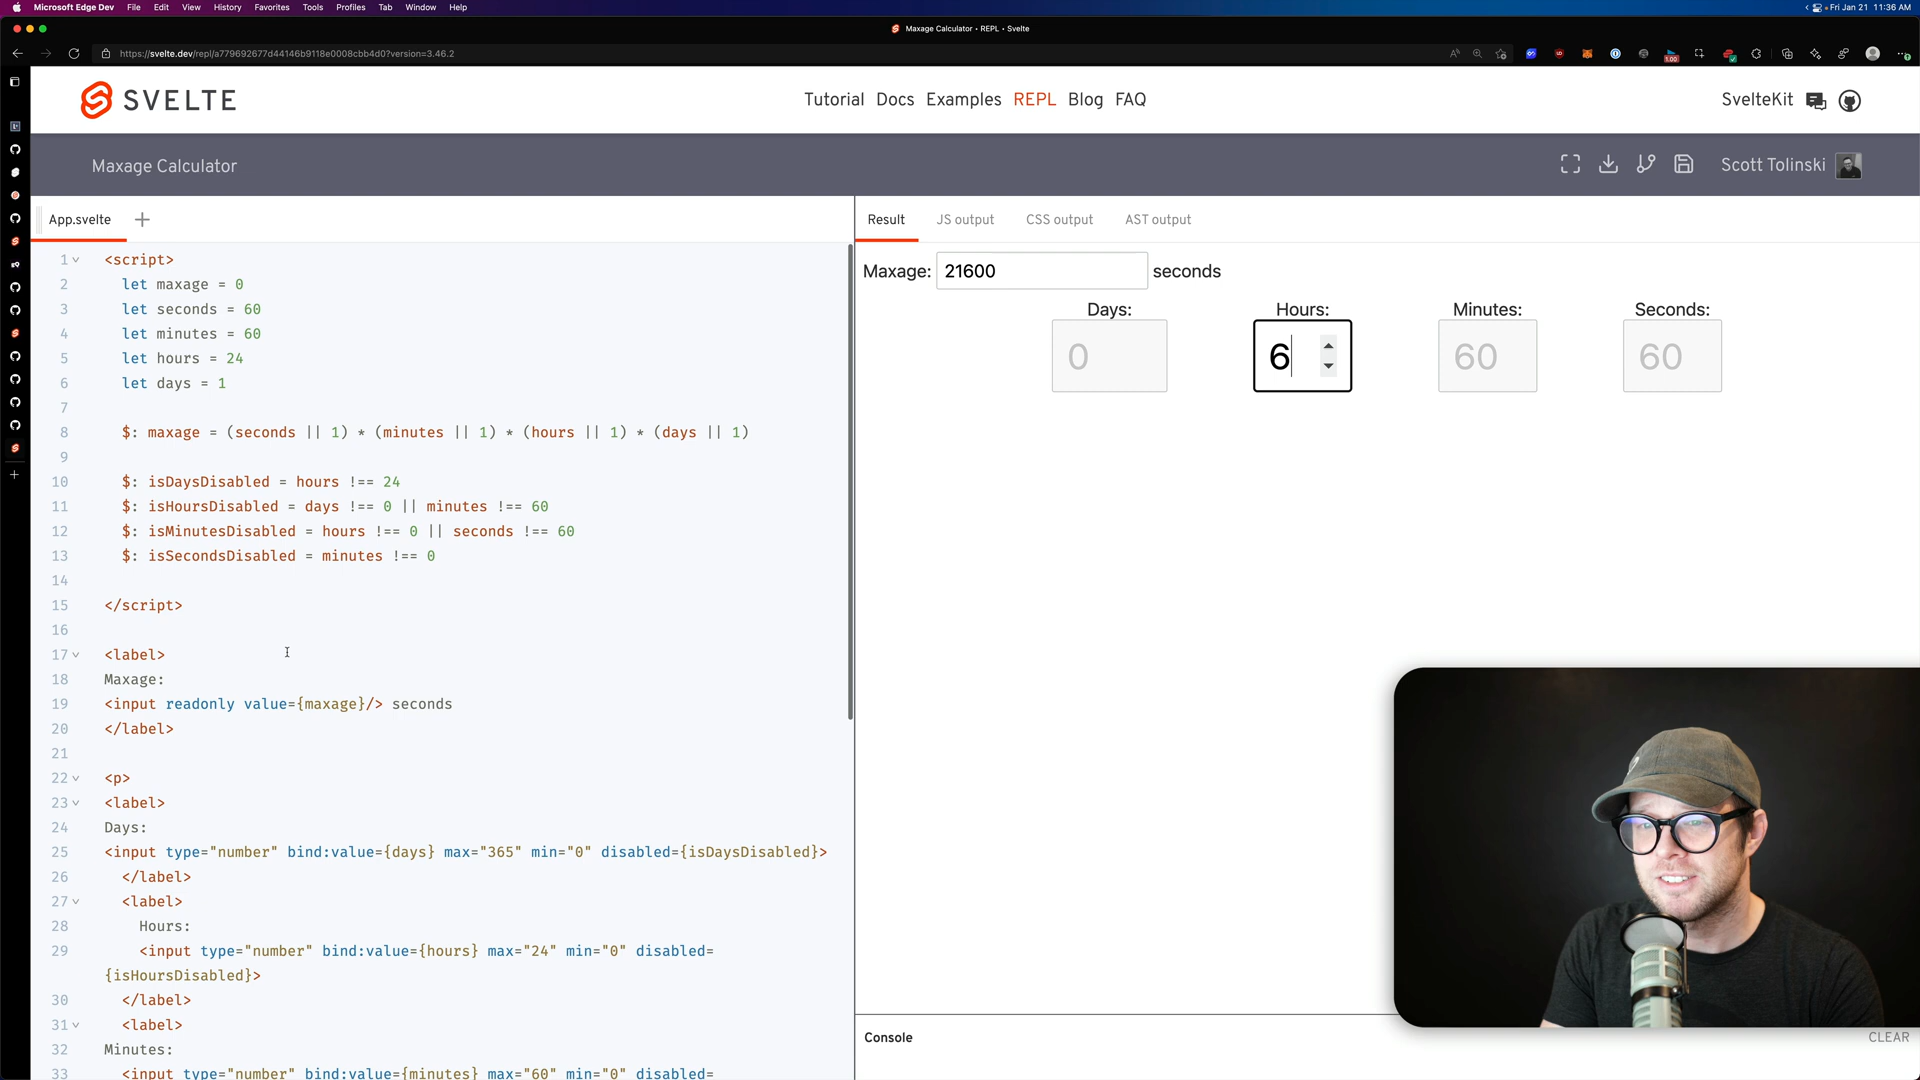 Microsoft Edge Dev File Edit View History Favorites Tools Profiles Tab Window Help
Fri Jan 21 11:36 AM
Maxage Calculator • REPL • Svelte
https://svelte.dev/repl/a779692677d44146b9118e0008cbb4d0?version=3.46.2
1.00
SVELTE
Tutorial Docs Examples REPL Blog FAQ
SvelteKit
Maxage Calculator
Scott Tolinski
App.svelte +
1 <script>
2 let maxage = 0
3 let seconds = 60
4 let minutes = 60
5 let hours = 24
6 let days = 1
7
8 $: maxage = (seconds || 1) * (minutes || 1) * (hours || 1) * (days || 1)
9
10 $: isDaysDisabled = hours !== 24
11 $: isHoursDisabled = days !== 0 || minutes !== 60
12 $: isMinutesDisabled = hours !== 0 || seconds !== 60
13 $: isSecondsDisabled = minutes !== 0
14
15 </script>
16
17 <label>
18 Maxage:
19 <input readonly value={maxage}/> seconds
20 </label>
21
22 <p>
23 <label>
24 Days:
25 <input type="number" bind:value={days} max="365" min="0" disabled={isDaysDisabled}>
26 </label>
27 <label>
28 Hours:
29 <input type="number" bind:value={hours} max="24" min="0" disabled=
{isHoursDisabled}>
30 </label>
31 <label>
32 Minutes:
33 <input type="number" bind:value={minutes} max="60" min="0" disabled=
Result JS output CSS output AST output
Maxage: 21600 seconds
Days: Hours: Minutes: Seconds:
0 6 60 60
Console
CLEAR